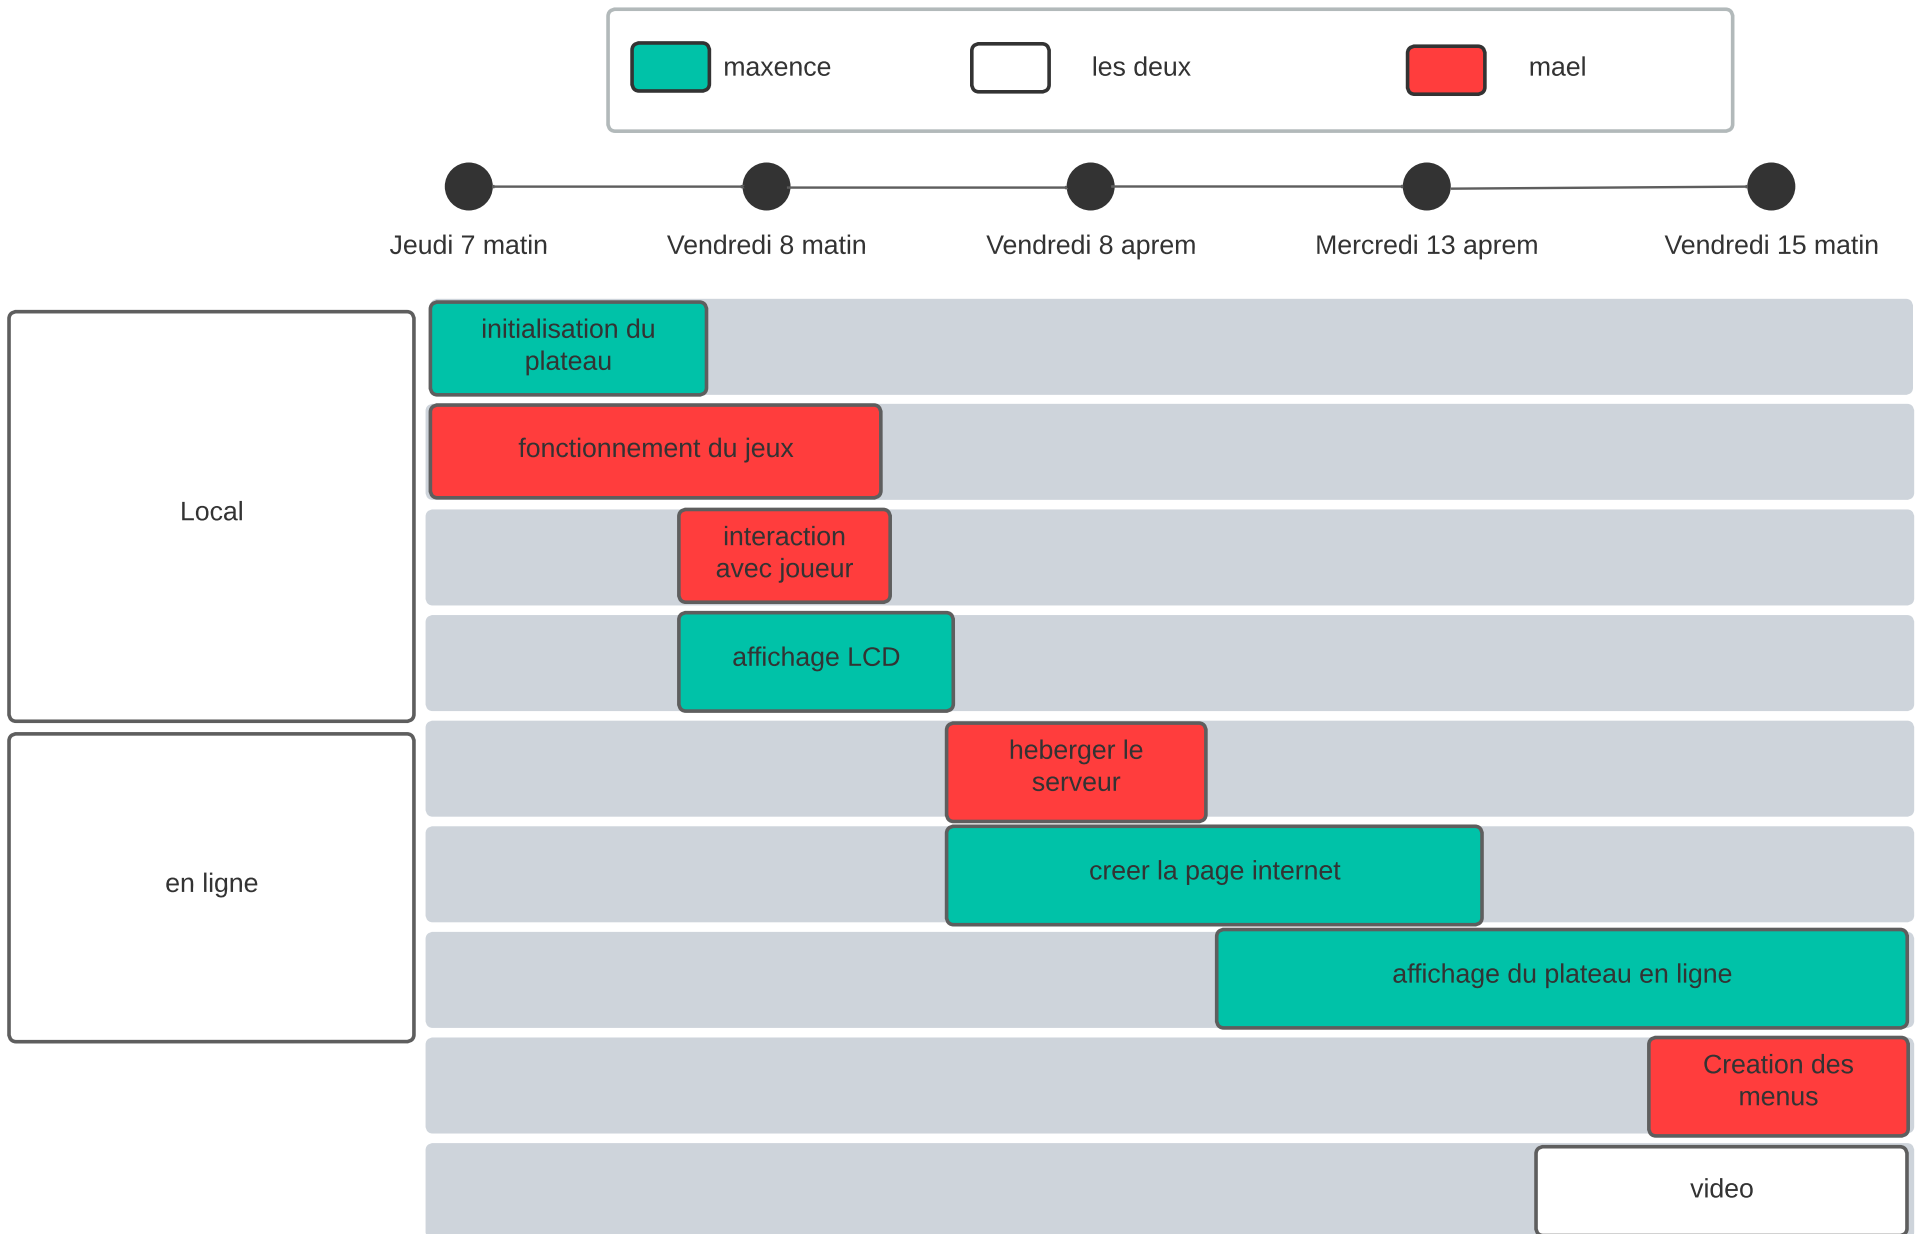 maxence
les deux
mael
Jeudi 7 matin
Vendredi 8 matin
Vendredi 8 aprem
Mercredi 13 aprem
Vendredi 15 matin
Local
initialisation du
plateau
fonctionnement du jeux
interaction
avec joueur
affichage LCD
en ligne
heberger le
serveur
creer la page internet
affichage du plateau en ligne
Creation des
menus
video